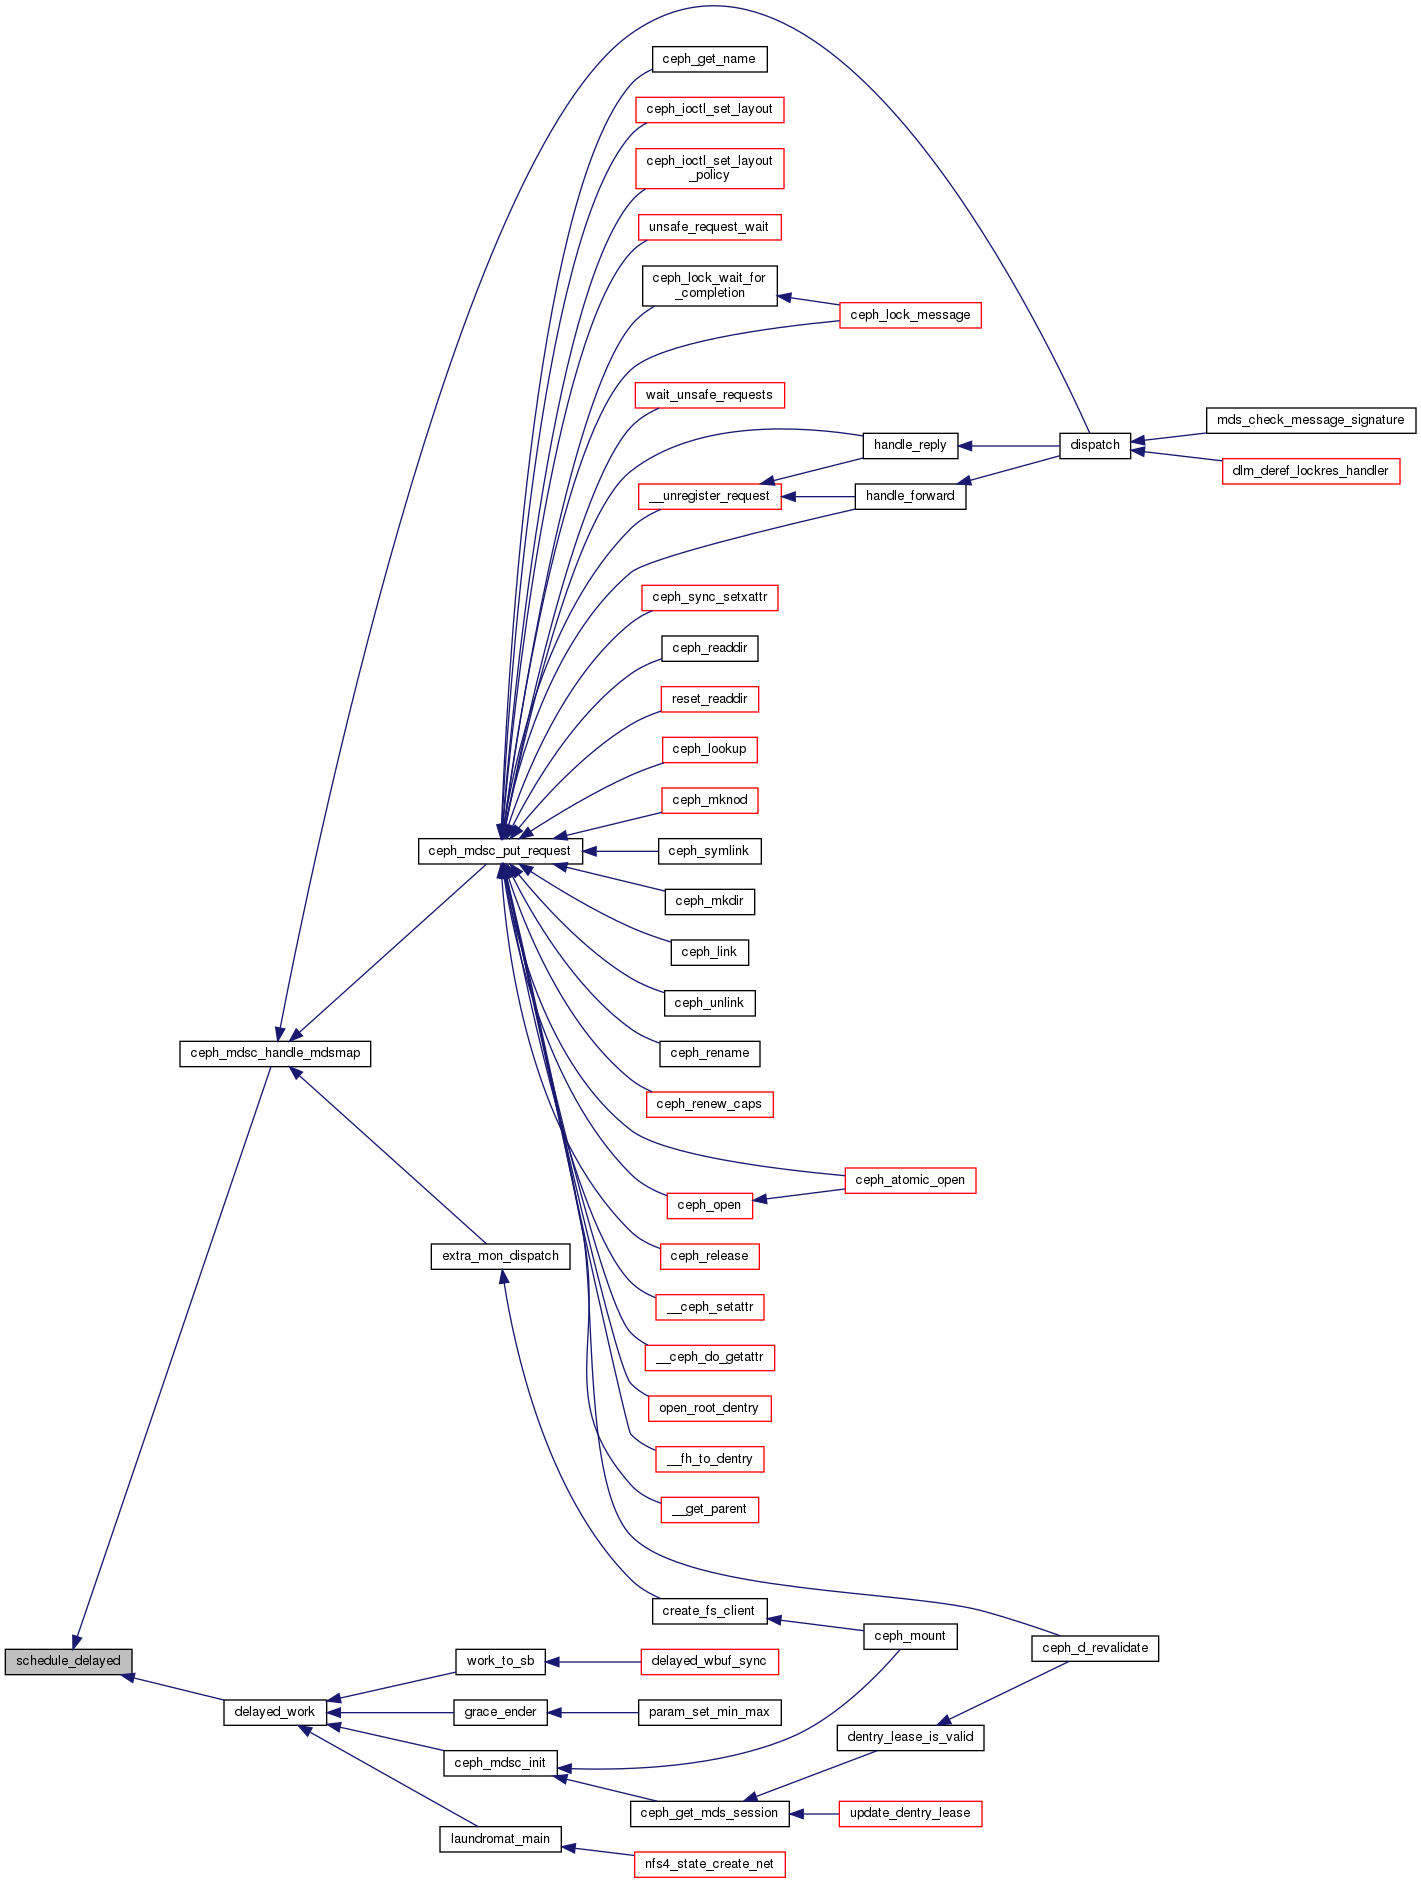 ceph_get_name
ceph_ioctl_set_layout
ceph_ioctl_set_layout
_policy
unsafe_request_wait
ceph_lock_wait_for
_completion
ceph_lock_message
wait_unsafe_requests
mds_check_message_signature
handle_reply
dispatch
dlm_deref_lockres_handler
__unregister_request
handle_forward
ceph_sync_setxattr
ceph_readdir
reset_readdir
ceph_lookup
ceph_mknod
ceph_mdsc_put_request
ceph_symlink
ceph_mkdir
ceph_link
ceph_unlink
ceph_mdsc_handle_mdsmap
ceph_rename
ceph_renew_caps
ceph_atomic_open
ceph_open
extra_mon_dispatch
ceph_release
__ceph_setattr
__ceph_do_getattr
open_root_dentry
__fh_to_dentry
__get_parent
create_fs_client
ceph_mount
ceph_d_revalidate
schedule_delayed
work_to_sb
delayed_wbuf_sync
delayed_work
grace_ender
param_set_min_max
dentry_lease_is_valid
ceph_mdsc_init
ceph_get_mds_session
update_dentry_lease
laundromat_main
nfs4_state_create_net